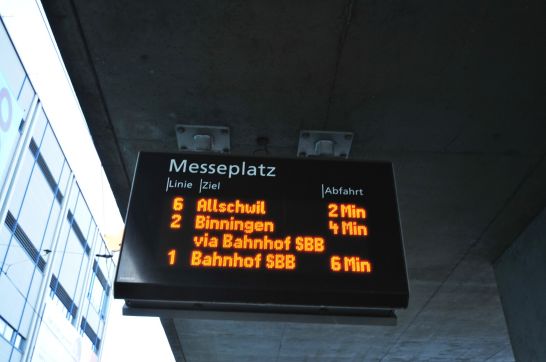 Messeplatz
Linie Ziel Abfahrt
6 Allschwil 2 Min
2 Binningen 4 Min
via Bahnhof SBB
1 Bahnhof SBB 6 Min